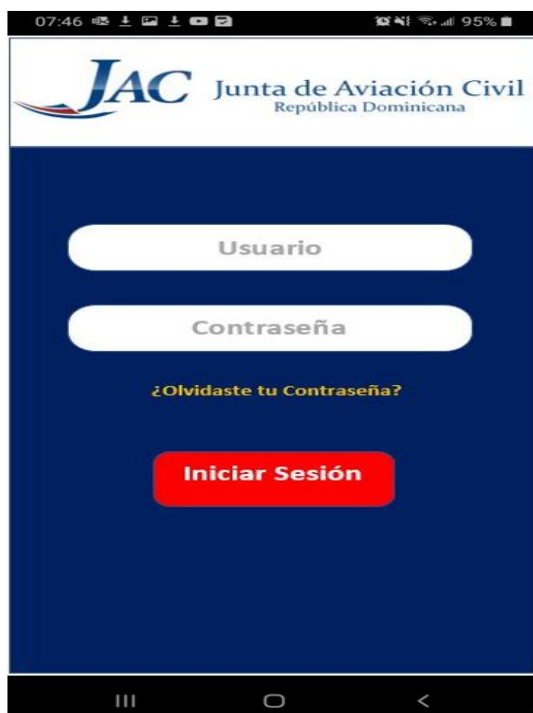 07:46
95%
JAC Junta de Aviación Civil
República Dominicana
Usuario
Contraseña
¿Olvidaste tu Contraseña?
Iniciar Sesión